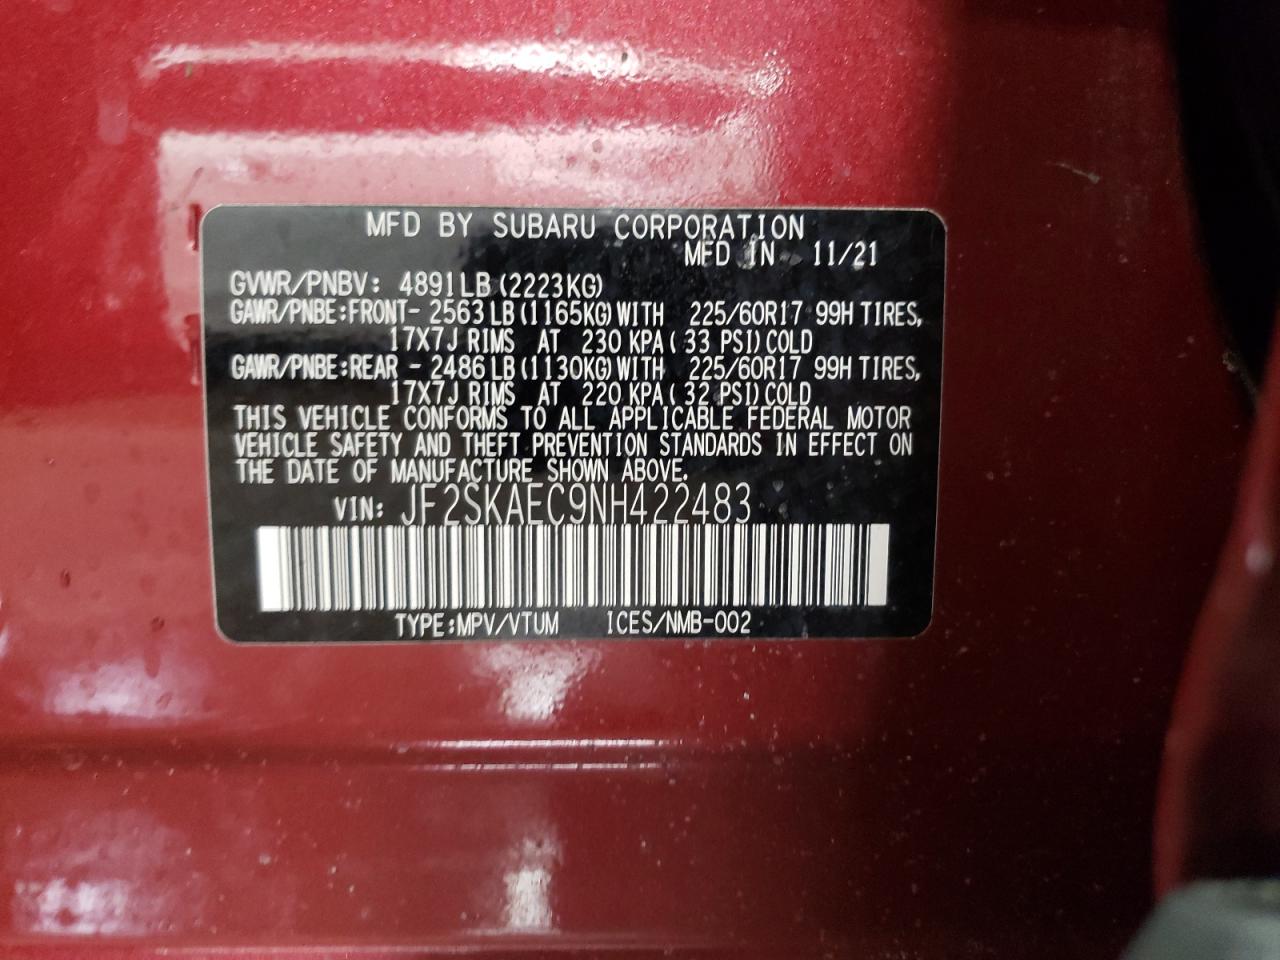 MFD BY SUBARU CORPORATION
MFD IN 11/21
GVWR/PNBV: 4891LB(2223KG)
GAWR/PNBE:FRONT- 2563LB(1165KG)WITH 225/60R17 99H TIRES,
17X7J RIMS AT 230 KPA( 33 PSI)COLD
GAWR/PNBE:REAR - 2486LB(1130KG)WITH 225/60R17 99H TIRES,
17X7J RIMS AT 220 KPA( 32 PSI)COLD
THIS VEHICLE CONFORMS TO ALL APPLICABLE FEDERAL MOTOR
VEHICLE SAFETY AND THEFT PREVENTION STANDARDS IN EFFECT ON
THE DATE OF MANUFACTURE SHOWN ABOVE.
VIN: JF2SKAEC9NH422483
TYPE:MPV/VTUM ICES/NMB-002